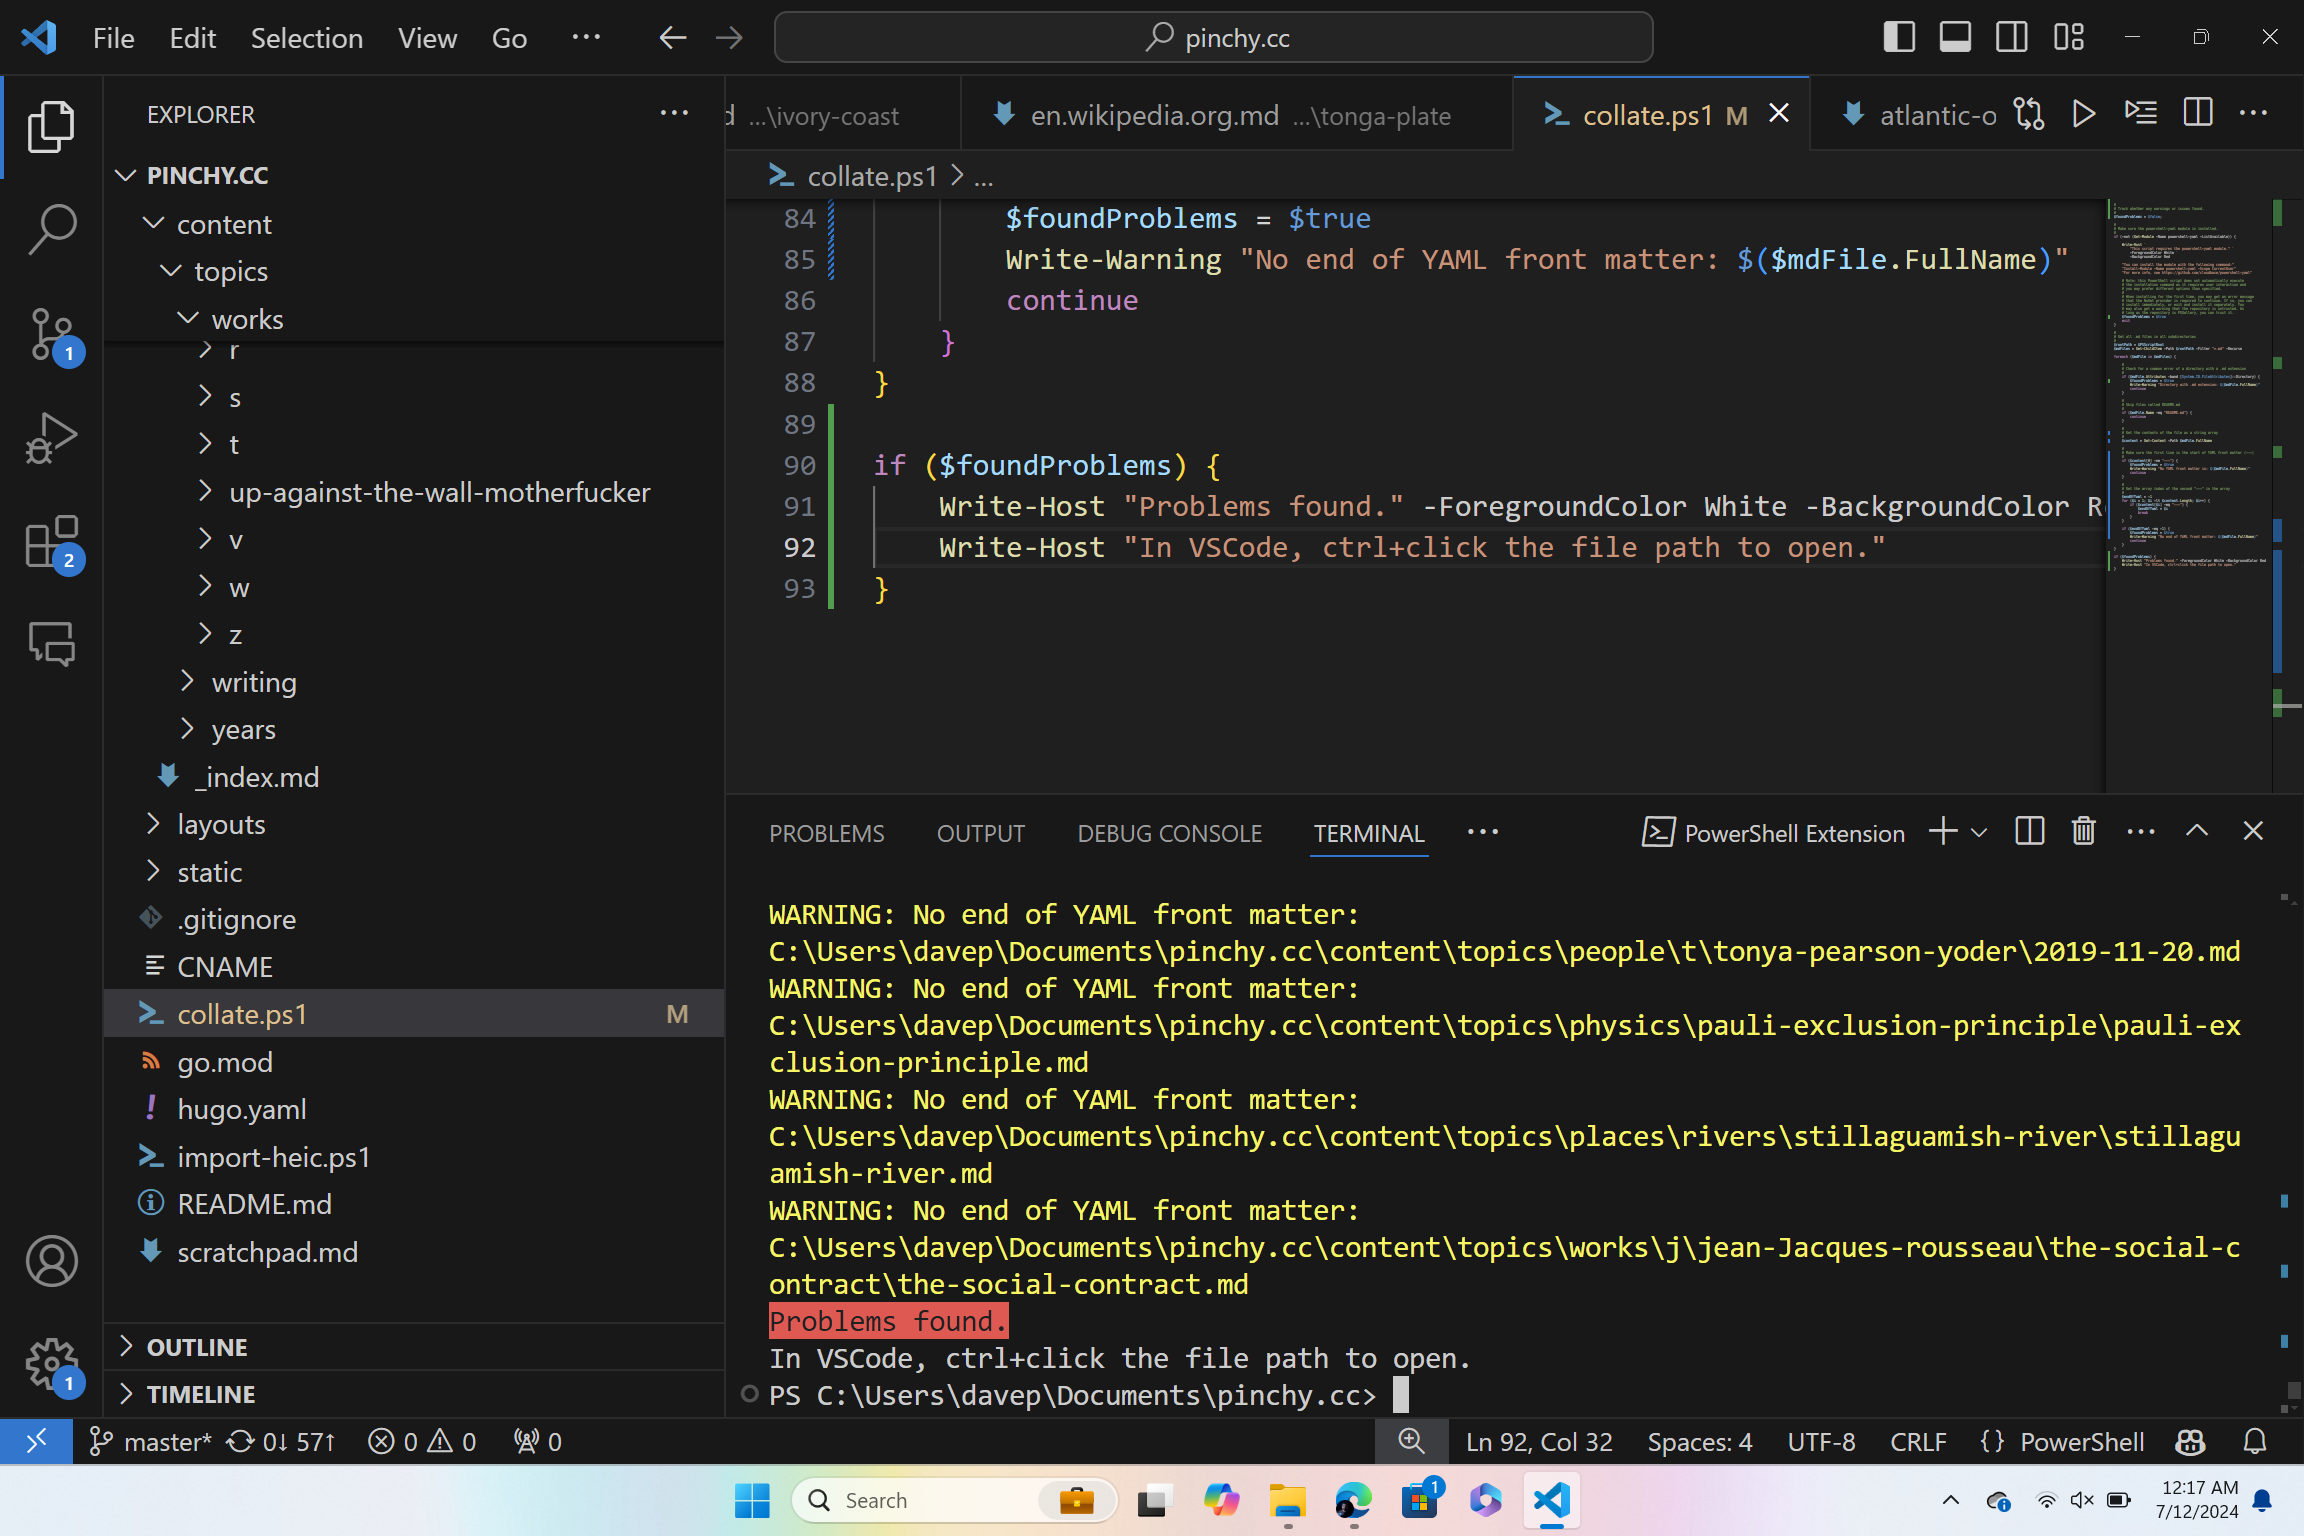 File Edit Selection View Go ··· pinchy.cc
EXPLORER ···
PINCHY.CC
content
topics
works
r
s
t
up-against-the-wall-motherfucker
v
w
z
writing
years
_index.md
layouts
static
.gitignore
CNAME
collate.ps1 M
go.mod
hugo.yaml
import-heic.ps1
README.md
scratchpad.md
OUTLINE
TIMELINE
1
2
1
d ...\ivory-coast en.wikipedia.org.md ...\tonga-plate collate.ps1 M atlantic-o
collate.ps1 > ...
84 $foundProblems = $true
85 Write-Warning "No end of YAML front matter: $($mdFile.FullName)"
86 continue
87 }
88 }
89
90 if ($foundProblems) {
91 Write-Host "Problems found." -ForegroundColor White -BackgroundColor R
92 Write-Host "In VSCode, ctrl+click the file path to open."
93 }
PROBLEMS OUTPUT DEBUG CONSOLE TERMINAL ··· PowerShell Extension
WARNING: No end of YAML front matter:
C:\Users\davep\Documents\pinchy.cc\content\topics\people\t\tonya-pearson-yoder\2019-11-20.md
WARNING: No end of YAML front matter:
C:\Users\davep\Documents\pinchy.cc\content\topics\physics\pauli-exclusion-principle\pauli-ex
clusion-principle.md
WARNING: No end of YAML front matter:
C:\Users\davep\Documents\pinchy.cc\content\topics\places\rivers\stillaguamish-river\stillagu
amish-river.md
WARNING: No end of YAML front matter:
C:\Users\davep\Documents\pinchy.cc\content\topics\works\j\jean-Jacques-rousseau\the-social-c
ontract\the-social-contract.md
Problems found.
In VSCode, ctrl+click the file path to open.
PS C:\Users\davep\Documents\pinchy.cc>
master* 0↓ 57↑ 0 0 0 Ln 92, Col 32 Spaces: 4 UTF-8 CRLF {} PowerShell
Search 1 12:17 AM
7/12/2024